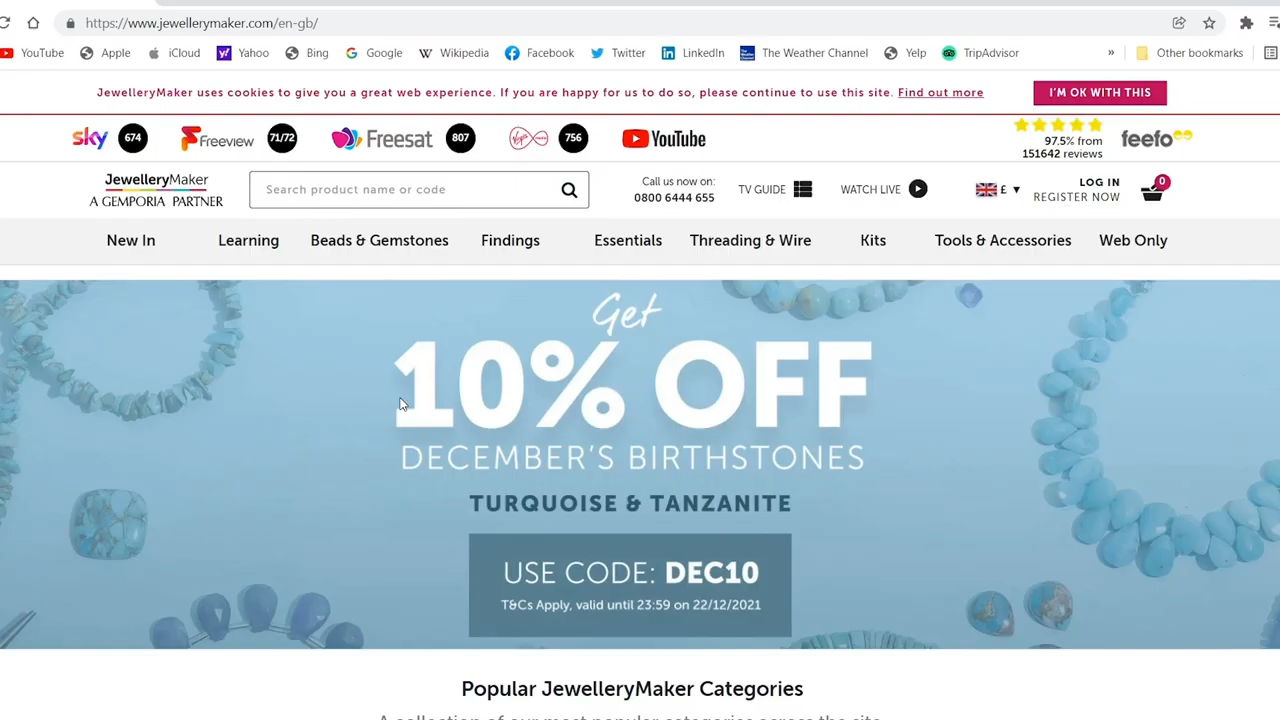 https://www.jewellerymaker.com/en-gb/
YouTube Apple iCloud Yahoo Bing Google Wikipedia Facebook Twitter LinkedIn The Weather Channel Yelp TripAdvisor » Other bookmarks
JewelleryMaker uses cookies to give you a great web experience. If you are happy for us to do so, please continue to use this site. Find out more I'M OK WITH THIS
sky 674 Freeview 71/72 Freesat 807 756 YouTube
97.5% from
151642 reviews
feefo
JewelleryMaker
A GEMPORIA PARTNER
Search product name or code
Call us now on:
0800 6444 655
TV GUIDE WATCH LIVE £ ▼
LOG IN
REGISTER NOW
0
New In Learning Beads & Gemstones Findings Essentials Threading & Wire Kits Tools & Accessories Web Only
Get
10% OFF
DECEMBER'S BIRTHSTONES
TURQUOISE & TANZANITE
USE CODE: DEC10
T&Cs Apply, valid until 23:59 on 22/12/2021
Popular JewelleryMaker Categories
A collection of our most popular categories across the site